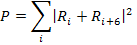 P = ∑_i |R_i + R_{i+6}|²